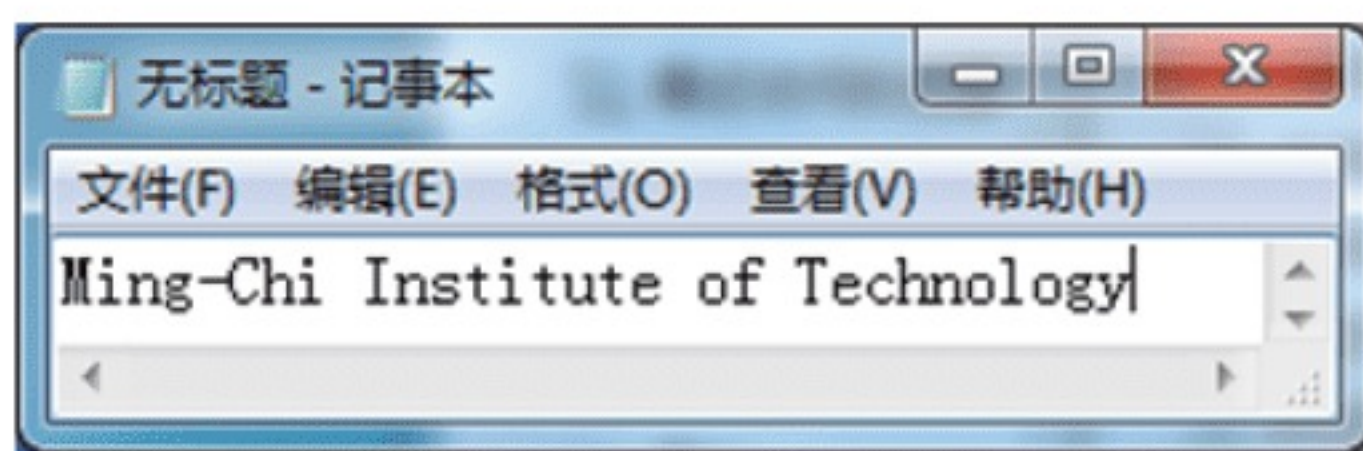 无标题 - 记事本
文件(F) 编辑(E) 格式(O) 查看(V) 帮助(H)
Ming-Chi Institute of Technology